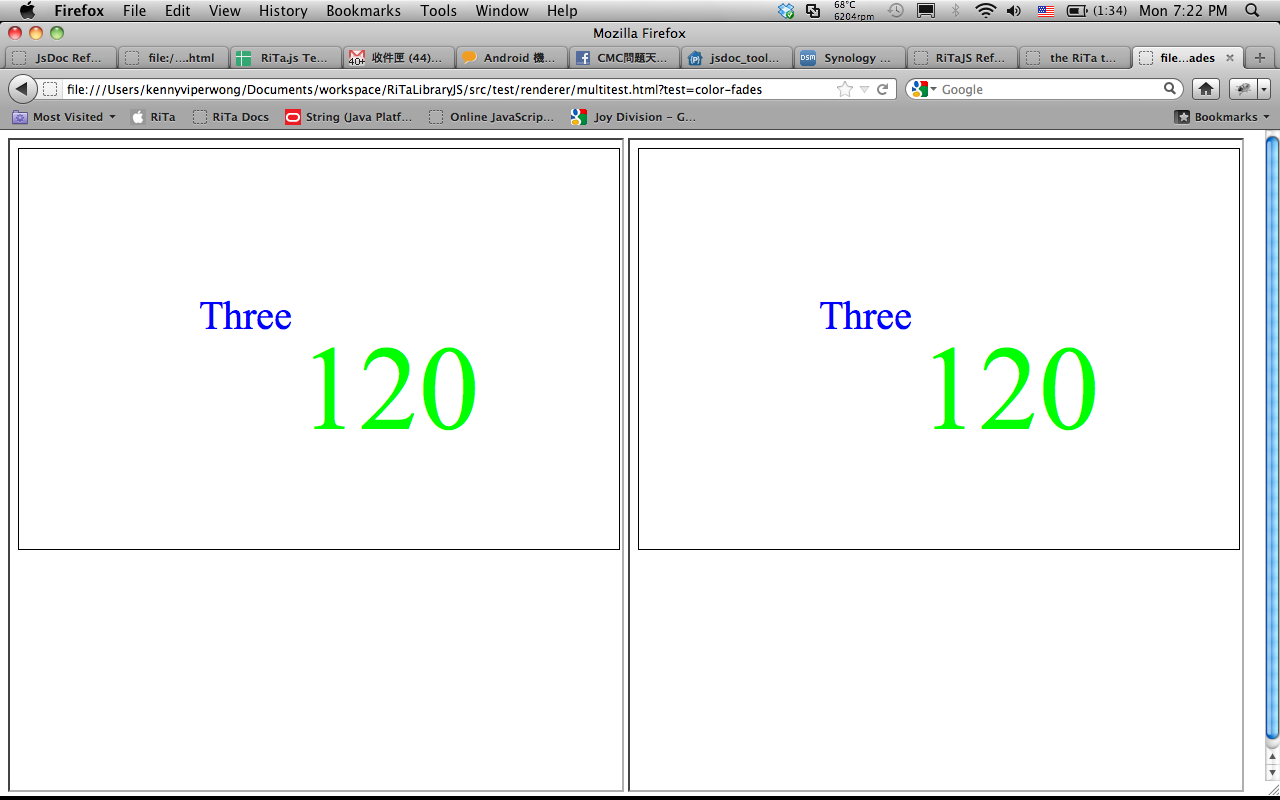 Firefox File Edit View History Bookmarks Tools Window Help 68°C 6204rpm (1:34) Mon 7:22 PM
Mozilla Firefox
JsDoc Ref... file:/....html RiTa.js Te... 40+ 收件匣 (44)... Android 機... CMC問題天... jsdoc_tool... DSM Synology ... RiTaJS Ref... the RiTa t... file...ades
file:///Users/kennyviperwong/Documents/workspace/RiTaLibraryJS/src/test/renderer/multitest.html?test=color-fades Google
Most Visited RiTa RiTa Docs String (Java Platf... Online JavaScrip... Joy Division – G... Bookmarks
Three
120
Three
120